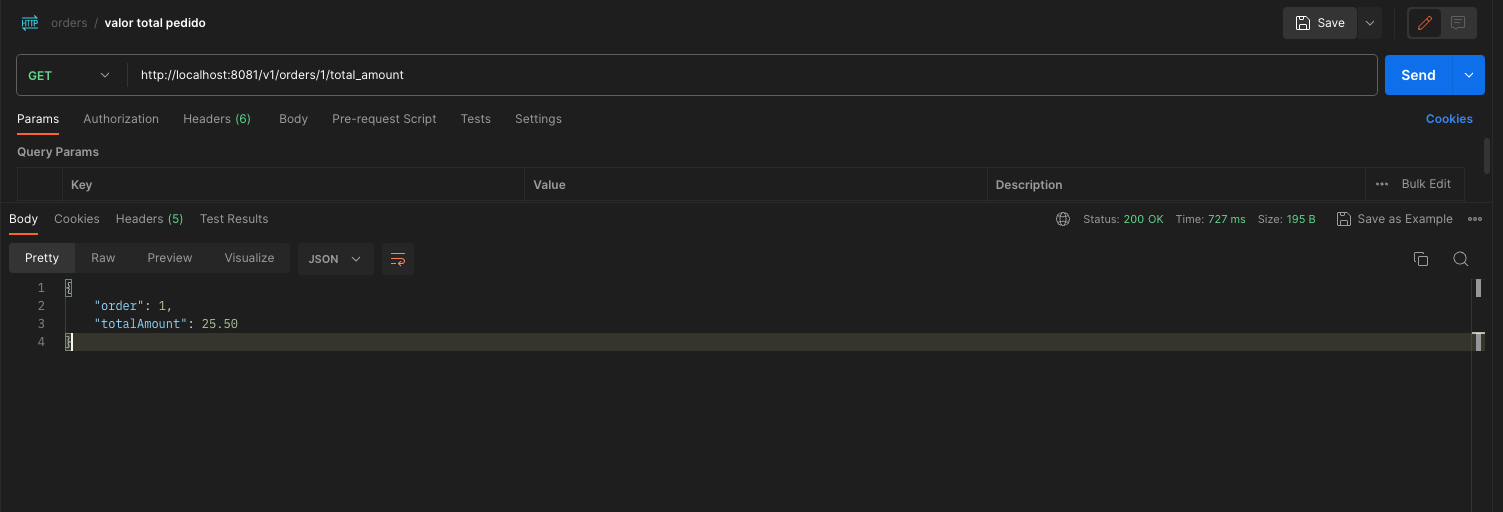 HTTP orders / valor total pedido Save
GET http://localhost:8081/v1/orders/1/total_amount Send
Params Authorization Headers (6) Body Pre-request Script Tests Settings Cookies
Query Params
Key Value Description ••• Bulk Edit
Body Cookies Headers (5) Test Results Status: 200 OK Time: 727 ms Size: 195 B Save as Example
Pretty Raw Preview Visualize JSON
1 {
2 "order": 1,
3 "totalAmount": 25.50
4 }